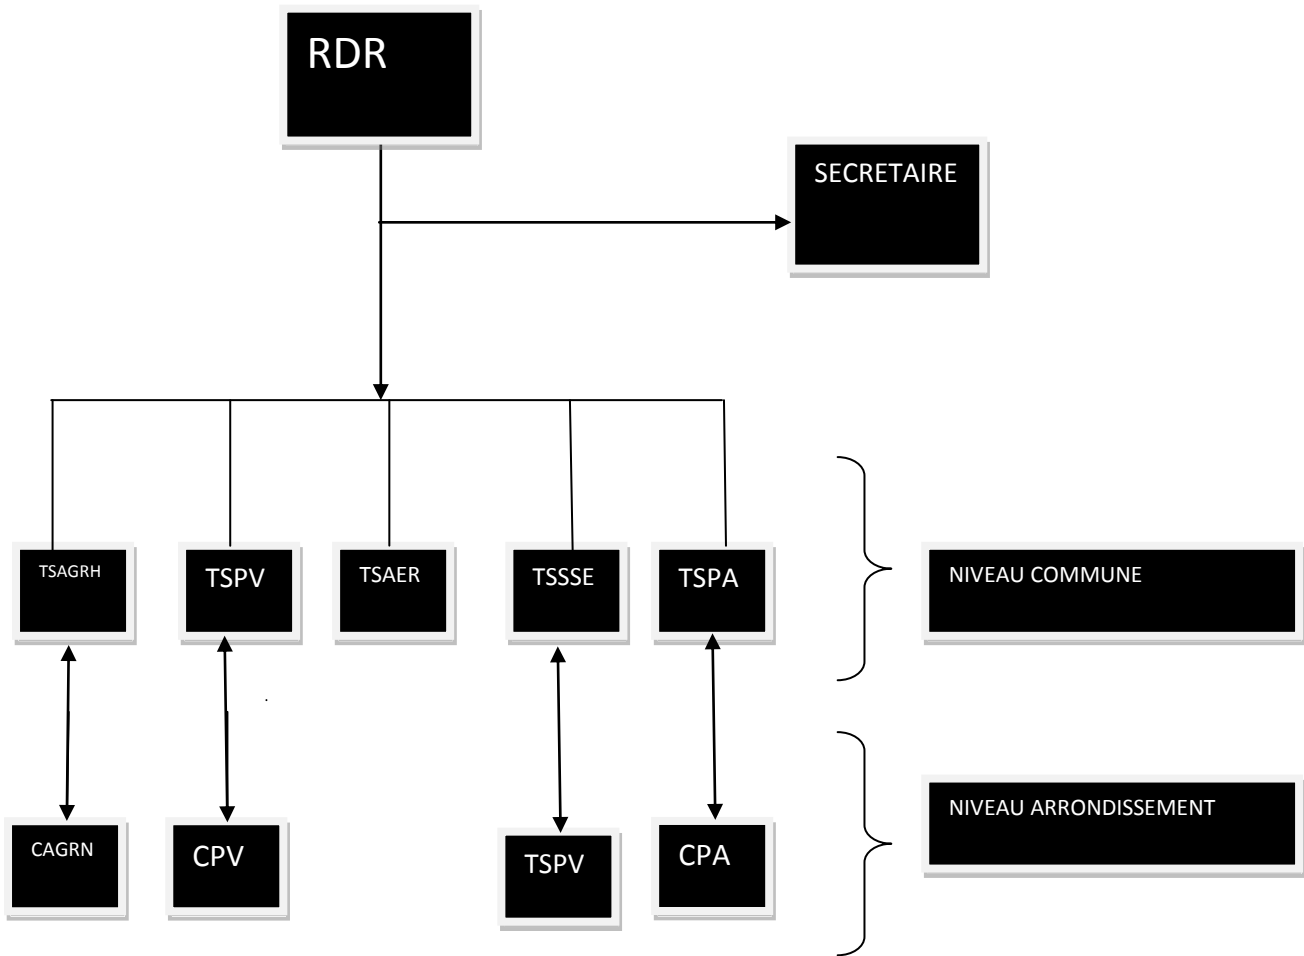 RDR
SECRETAIRE
TSAGRH
TSPV
TSAER
TSSSE
TSPA
NIVEAU COMMUNE
CAGRN
CPV
TSPV
CPA
NIVEAU ARRONDISSEMENT